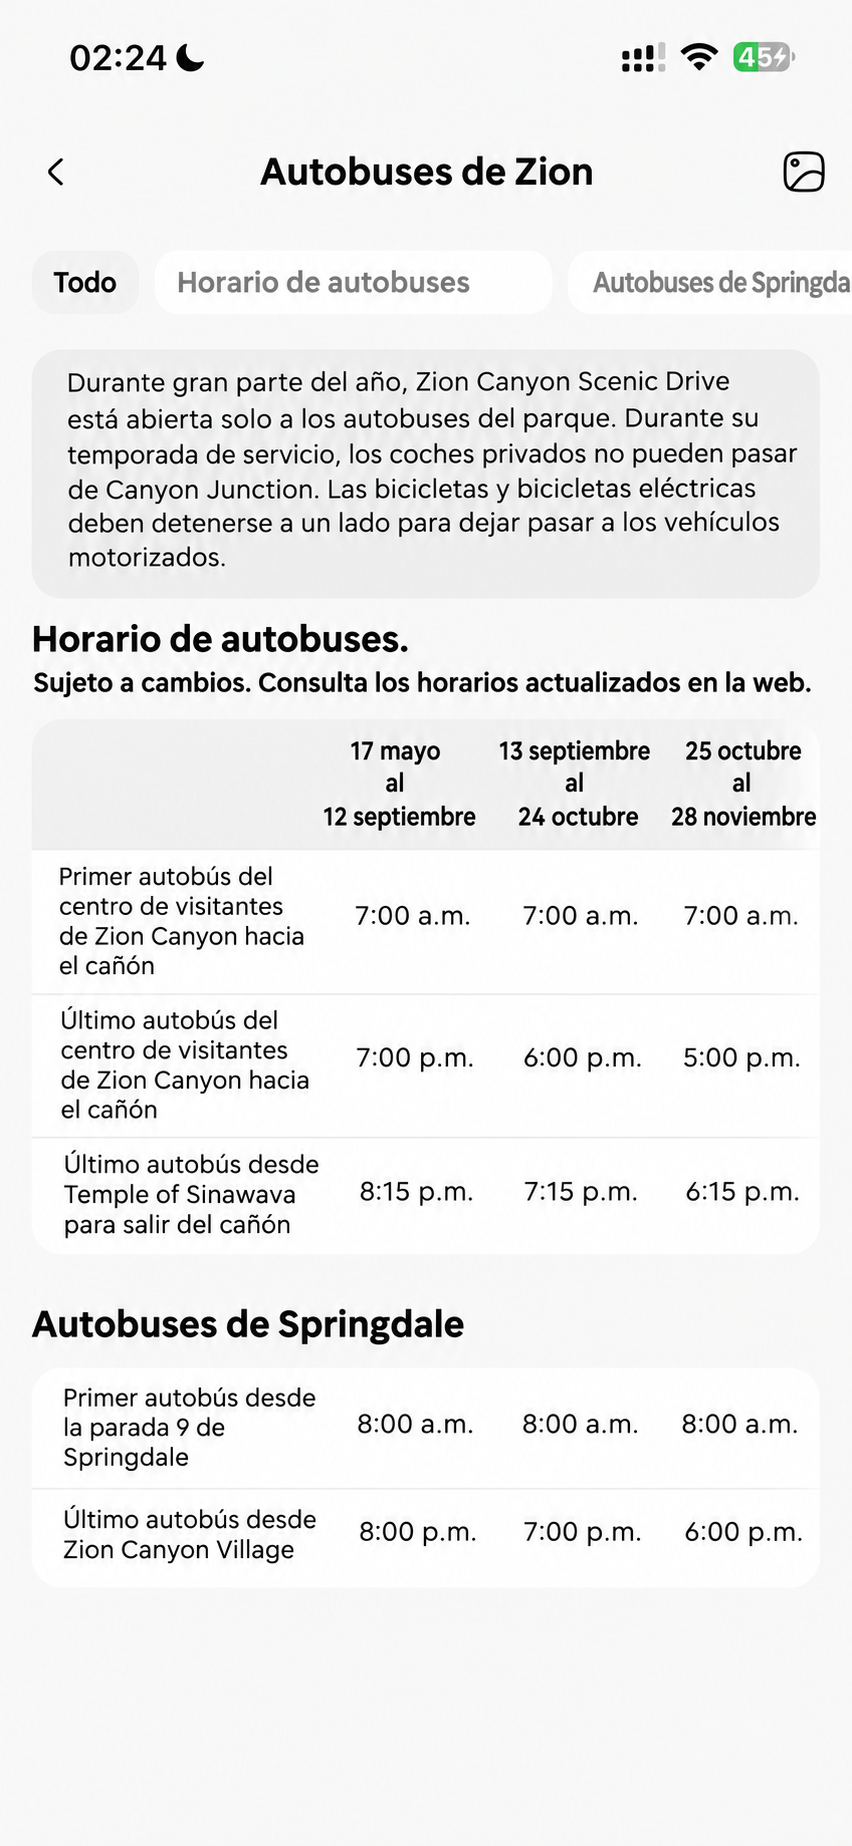 02:24
45
Autobuses de Zion
Todo
Horario de autobuses
Autobuses de Springda
Durante gran parte del año, Zion Canyon Scenic Drive
está abierta solo a los autobuses del parque. Durante su
temporada de servicio, los coches privados no pueden pasar
de Canyon Junction. Las bicicletas y bicicletas eléctricas
deben detenerse a un lado para dejar pasar a los vehículos
motorizados.
Horario de autobuses.
Sujeto a cambios. Consulta los horarios actualizados en la web.
17 mayo
al
12 septiembre
13 septiembre
al
24 octubre
25 octubre
al
28 noviembre
Primer autobús del
centro de visitantes
de Zion Canyon hacia
el cañón
7:00 a.m.
7:00 a.m.
7:00 a.m.
Último autobús del
centro de visitantes
de Zion Canyon hacia
el cañón
7:00 p.m.
6:00 p.m.
5:00 p.m.
Último autobús desde
Temple of Sinawava
para salir del cañón
8:15 p.m.
7:15 p.m.
6:15 p.m.
Autobuses de Springdale
Primer autobús desde
la parada 9 de
Springdale
8:00 a.m.
8:00 a.m.
8:00 a.m.
Último autobús desde
Zion Canyon Village
8:00 p.m.
7:00 p.m.
6:00 p.m.